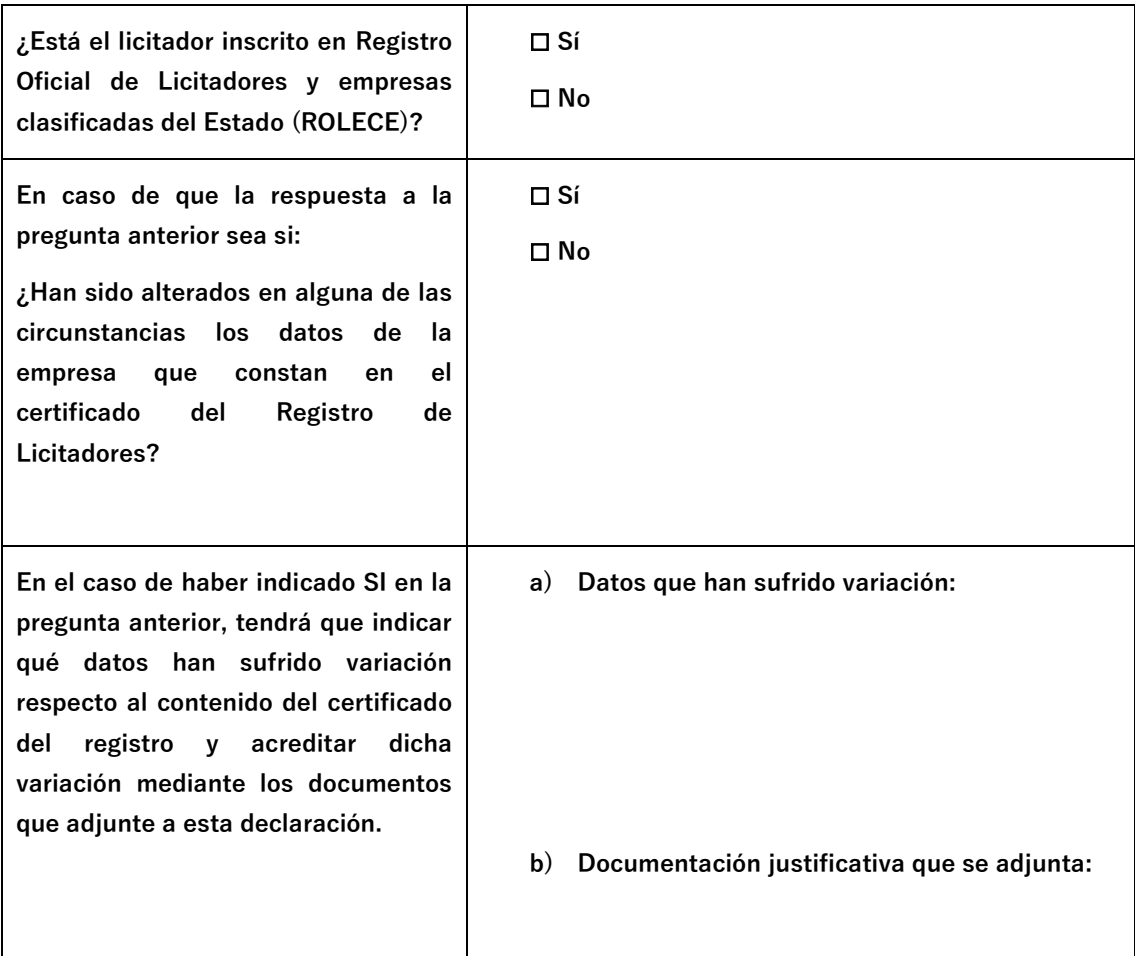 ¿Está el licitador inscrito en Registro
Oficial de Licitadores y empresas
clasificadas del Estado (ROLECE)?
☐ Sí
☐ No
En caso de que la respuesta a la
pregunta anterior sea si:
¿Han sido alterados en alguna de las
circunstancias los datos de la
empresa que constan en el
certificado del Registro de
Licitadores?
☐ Sí
☐ No
En el caso de haber indicado SI en la
pregunta anterior, tendrá que indicar
qué datos han sufrido variación
respecto al contenido del certificado
del registro y acreditar dicha
variación mediante los documentos
que adjunte a esta declaración.
a) Datos que han sufrido variación:
b) Documentación justificativa que se adjunta: